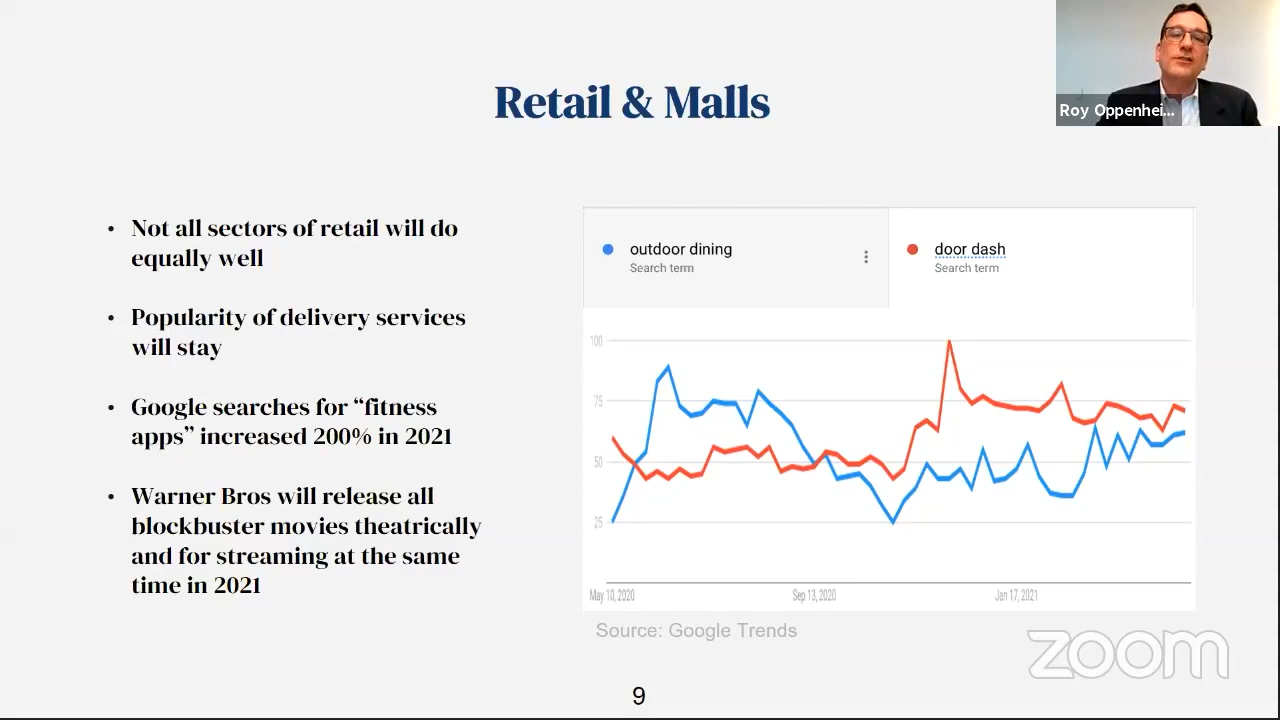 Retail & Malls
Roy Oppenhei...
• Not all sectors of retail will do
equally well
• Popularity of delivery services
will stay
• Google searches for “fitness
apps” increased 200% in 2021
• Warner Bros will release all
blockbuster movies theatrically
and for streaming at the same
time in 2021
outdoor dining
Search term
door dash
Search term
100
75
50
25
May 10, 2020
Sep 13, 2020
Jan 17, 2021
Source: Google Trends
zoom
9